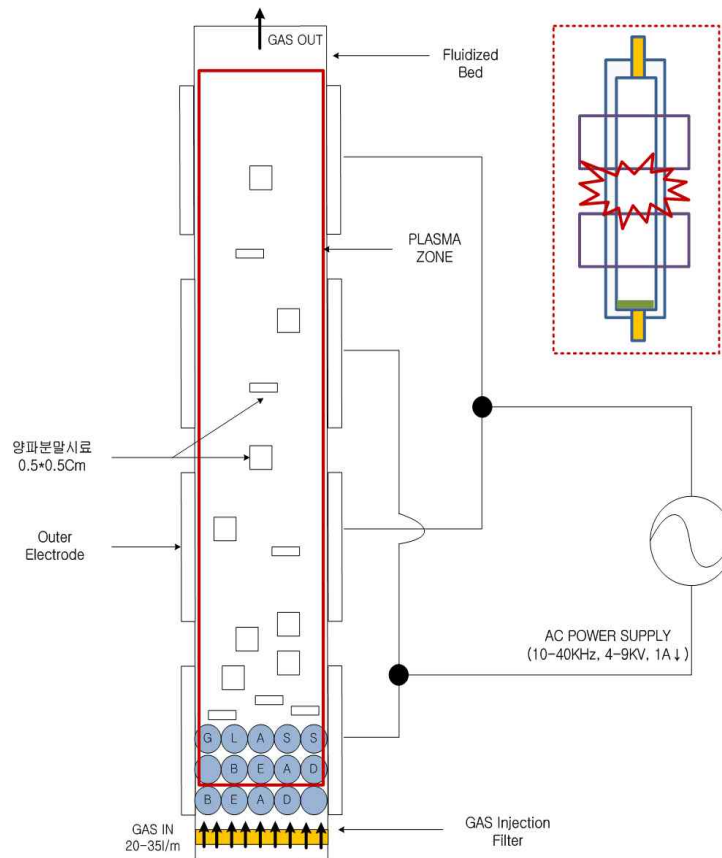 GAS OUT
Fluidized
Bed
PLASMA
ZONE
양파분말시료
0.5*0.5Cm
Outer
Electrode
AC POWER SUPPLY
(10-40KHz, 4-9KV, 1A↓)
G L A S S
B E A D
B E A D
GAS IN
20-35l/m
GAS Injection
Filter